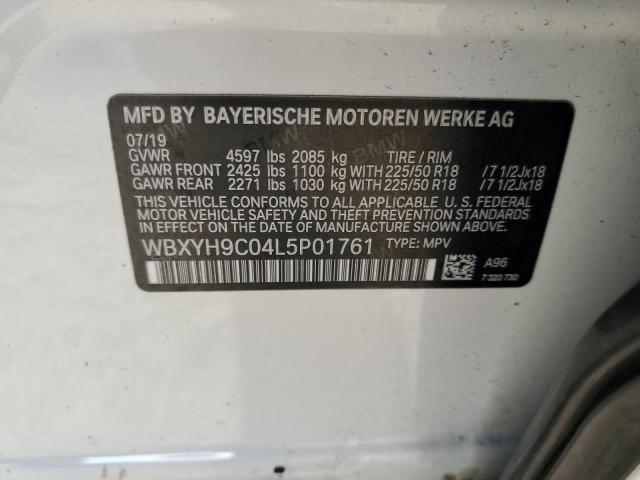 MFD BY BAYERISCHE MOTOREN WERKE AG
07/19
GVWR 4597 lbs 2085 kg TIRE / RIM
GAWR FRONT 2425 lbs 1100 kg WITH 225/50 R18 /7 1/2Jx18
GAWR REAR 2271 lbs 1030 kg WITH 225/50 R18 /7 1/2Jx18
THIS VEHICLE CONFORMS TO ALL APPLICABLE U. S. FEDERAL
MOTOR VEHICLE SAFETY AND THEFT PREVENTION STANDARDS
IN EFFECT ON THE DATE OF MANUFACTURE SHOWN ABOVE.
WBXYH9C04L5P01761 TYPE: MPV
A96
7 320 730